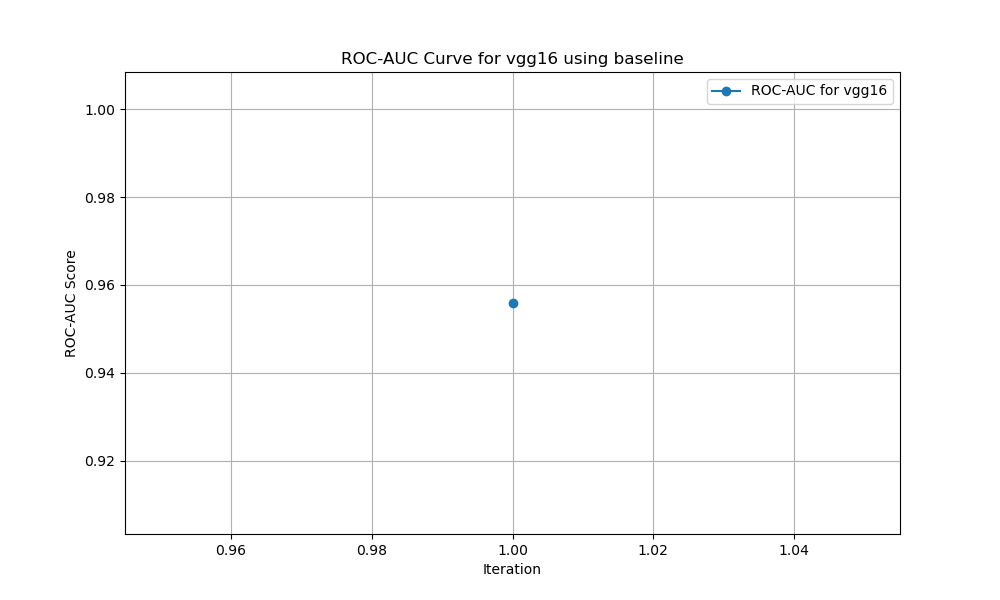 ROC-AUC Curve for vgg16 using baseline
ROC-AUC for vgg16
1.00
0.98
0.96
0.94
0.92
ROC-AUC Score
0.96 0.98 1.00 1.02 1.04
Iteration